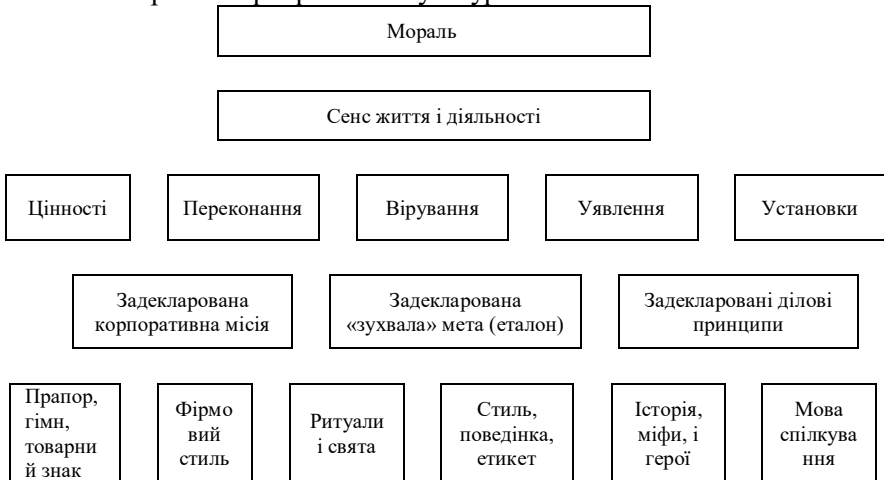 Мораль
Сенс життя і діяльності
Цінності
Переконання
Вірування
Уявлення
Установки
Задекларована
корпоративна місія
Задекларована
«зухвала» мета (еталон)
Задекларовані ділові
принципи
Прапор,
гімн,
товарни
й знак
Фірмо
вий
стиль
Ритуали
і свята
Стиль,
поведінка,
етикет
Історія,
міфи, і
герої
Мова
спілкува
ння